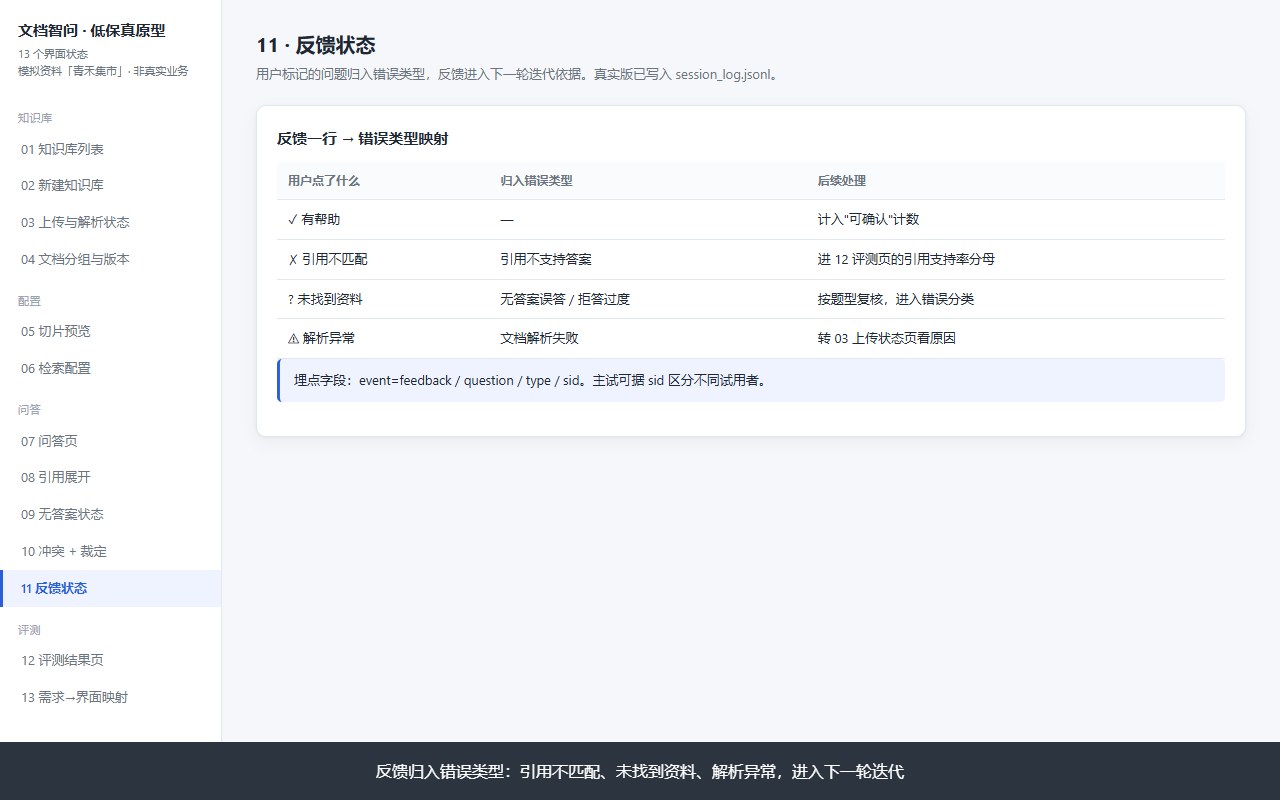 文档智问 · 低保真原型
13 个界面状态
模拟资料「青禾集市」· 非真实业务
知识库
01 知识库列表
02 新建知识库
03 上传与解析状态
04 文档分组与版本
配置
05 切片预览
06 检索配置
问答
07 问答页
08 引用展开
09 无答案状态
10 冲突 + 裁定
11 反馈状态
评测
12 评测结果页
13 需求→界面映射
11 · 反馈状态
用户标记的问题归入错误类型，反馈进入下一轮迭代依据。真实版已写入 session_log.jsonl。
反馈一行 → 错误类型映射
用户点了什么 归入错误类型 后续处理
✓ 有帮助 — 计入"可确认"计数
✗ 引用不匹配 引用不支持答案 进 12 评测页的引用支持率分母
? 未找到资料 无答案误答 / 拒答过度 按题型复核，进入错误分类
⚠ 解析异常 文档解析失败 转 03 上传状态页看原因
埋点字段：event=feedback / question / type / sid。主试可据 sid 区分不同试用者。
反馈归入错误类型：引用不匹配、未找到资料、解析异常，进入下一轮迭代